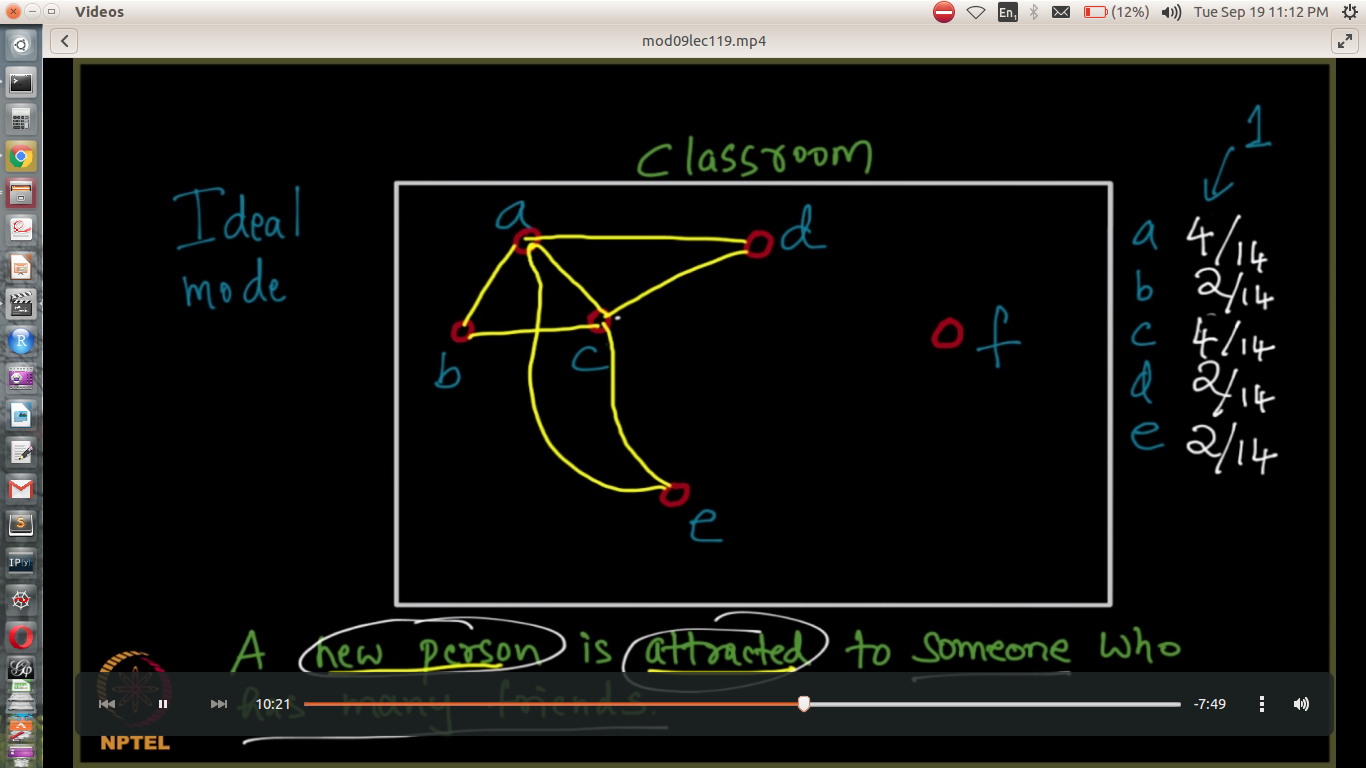 Videos
En1
(12%)
Tue Sep 19 11:12 PM
mod09lec119.mp4
Classroom
Ideal
mode
1
a
d
b
c
e
f
a 4/14
b 2/14
c 4/14
d 2/14
e 2/14
A new person is attracted to someone who
has many friends.
10:21
-7:49
NPTEL